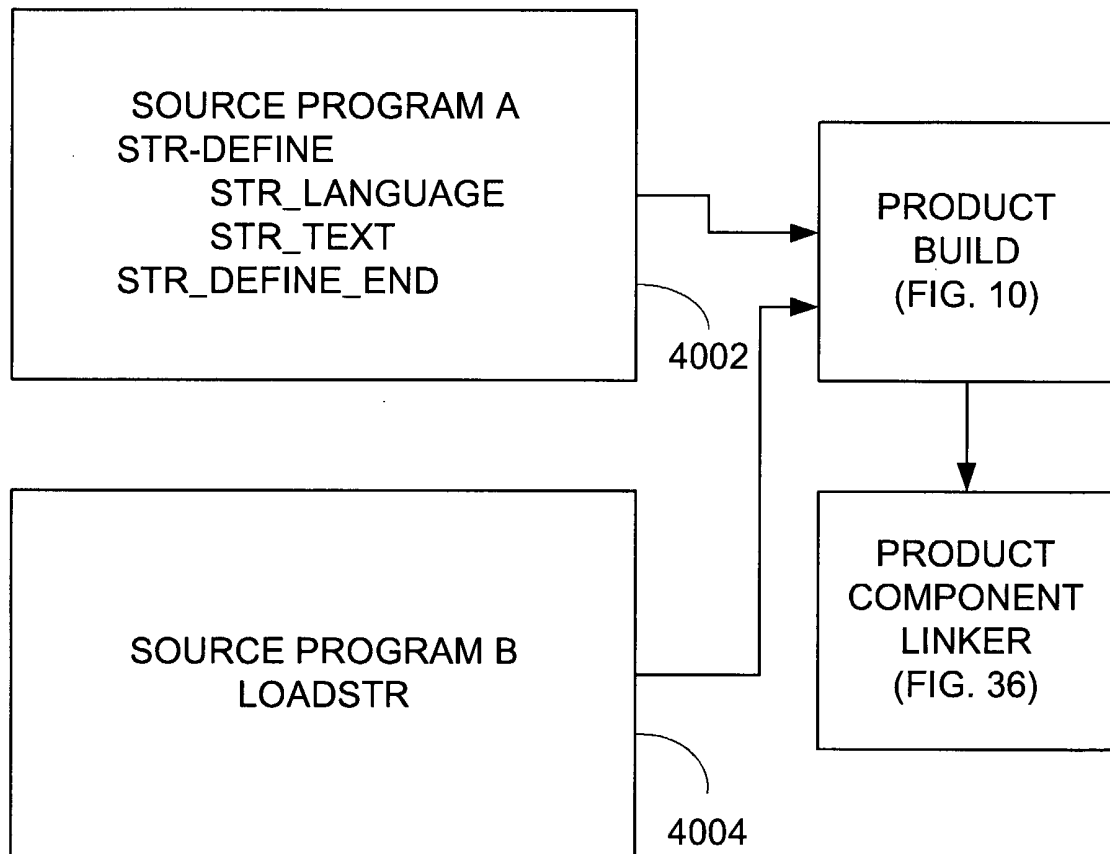 SOURCE PROGRAM A
STR-DEFINE
STR_LANGUAGE
STR_TEXT
STR_DEFINE_END
4002
PRODUCT
BUILD
(FIG. 10)
SOURCE PROGRAM B
LOADSTR
4004
PRODUCT
COMPONENT
LINKER
(FIG. 36)